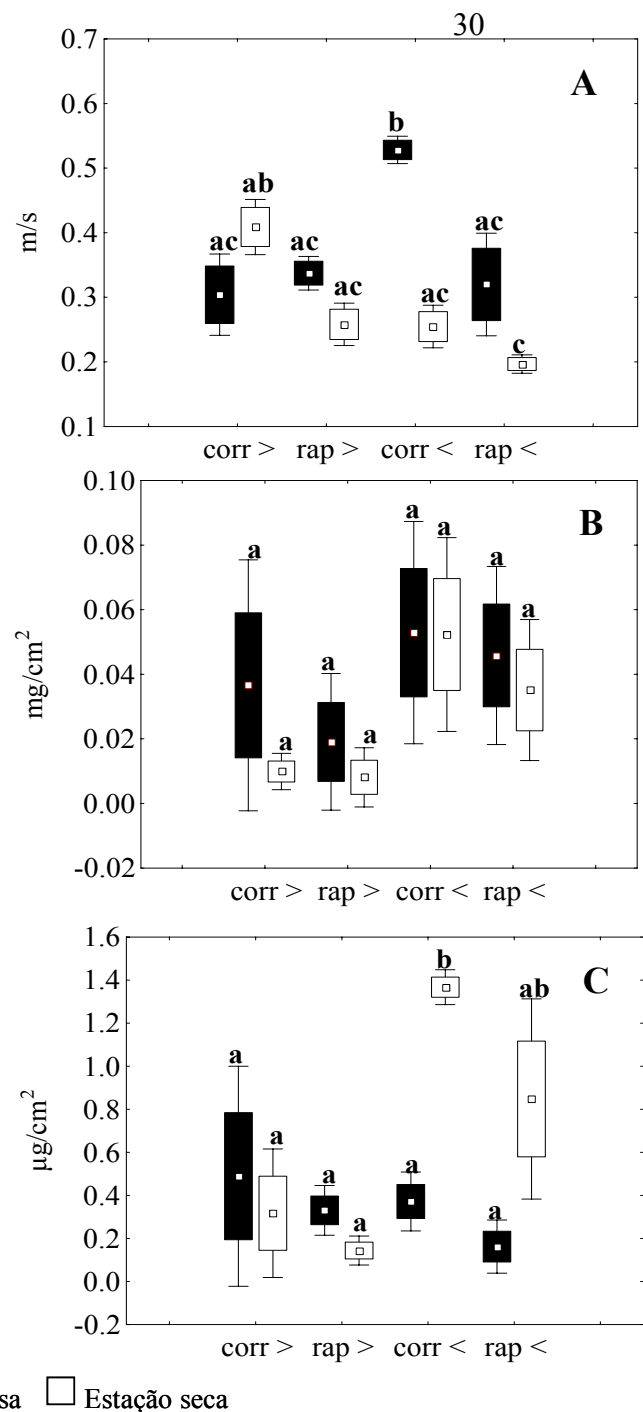 30
0.7
0.6
0.5
0.4
0.3
0.2
0.1
m/s
A
ac ab ac ac b ac ac c
corr > rap > corr < rap <
0.10
0.08
0.06
0.04
0.02
0.00
-0.02
mg/cm²
B
a a a a a a a a
corr > rap > corr < rap <
1.6
1.4
1.2
1.0
0.8
0.6
0.4
0.2
0.0
-0.2
µg/cm²
C
a a a a a b a ab
corr > rap > corr < rap <
sa Estação seca